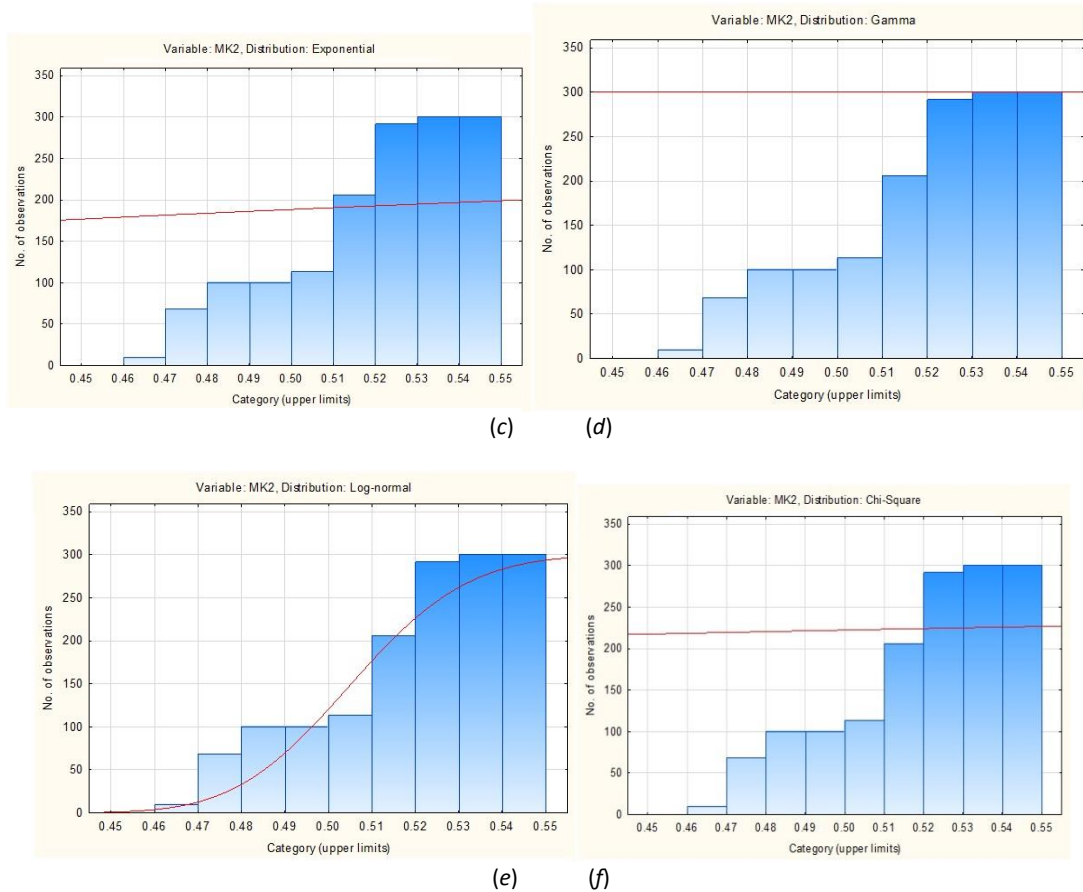 Variable: MK2, Distribution: Exponential
No. of observations
350
300
250
200
150
100
50
0
0.45 0.46 0.47 0.48 0.49 0.50 0.51 0.52 0.53 0.54 0.55
Category (upper limits)
Variable: MK2, Distribution: Gamma
No. of observations
350
300
250
200
150
100
50
0
0.45 0.46 0.47 0.48 0.49 0.50 0.51 0.52 0.53 0.54 0.55
Category (upper limits)
(c) (d)
Variable: MK2, Distribution: Log-normal
No. of observations
350
300
250
200
150
100
50
0
0.45 0.46 0.47 0.48 0.49 0.50 0.51 0.52 0.53 0.54 0.55
Category (upper limits)
Variable: MK2, Distribution: Chi-Square
No. of observations
350
300
250
200
150
100
50
0
0.45 0.46 0.47 0.48 0.49 0.50 0.51 0.52 0.53 0.54 0.55
Category (upper limits)
(e) (f)